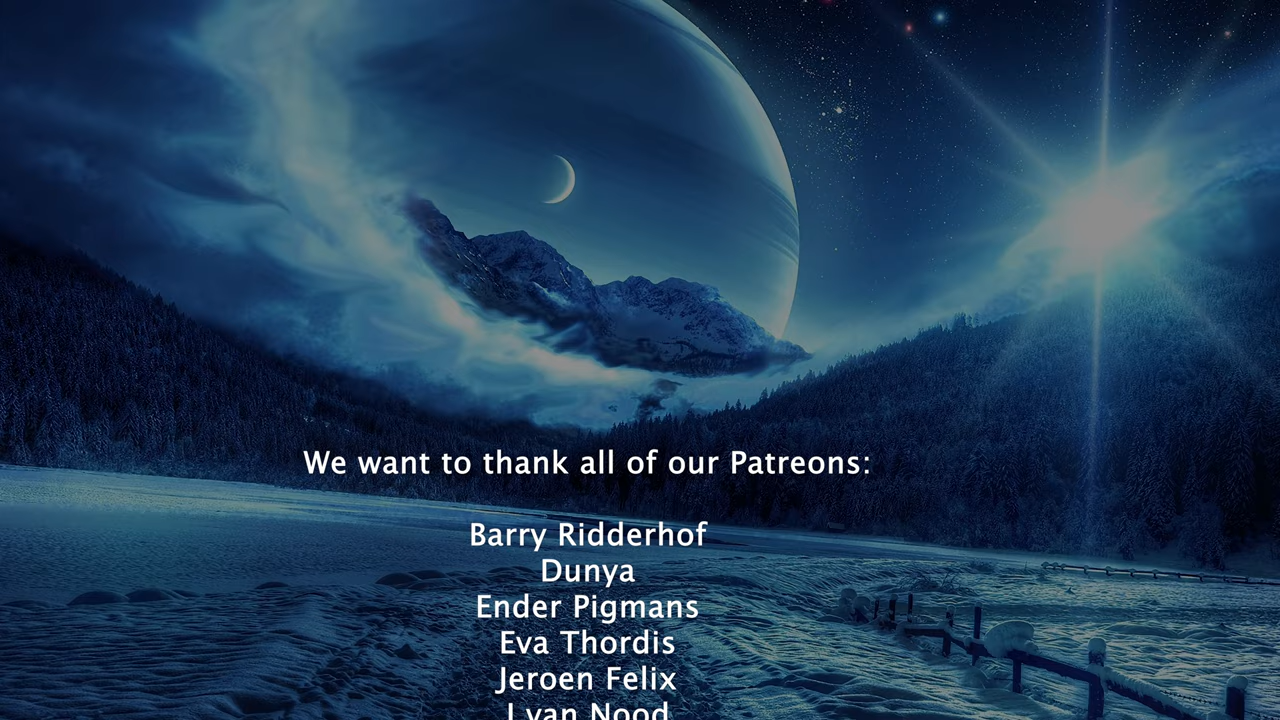 We want to thank all of our Patreons:
Barry Ridderhof
Dunya
Ender Pigmans
Eva Thordis
Jeroen Felix